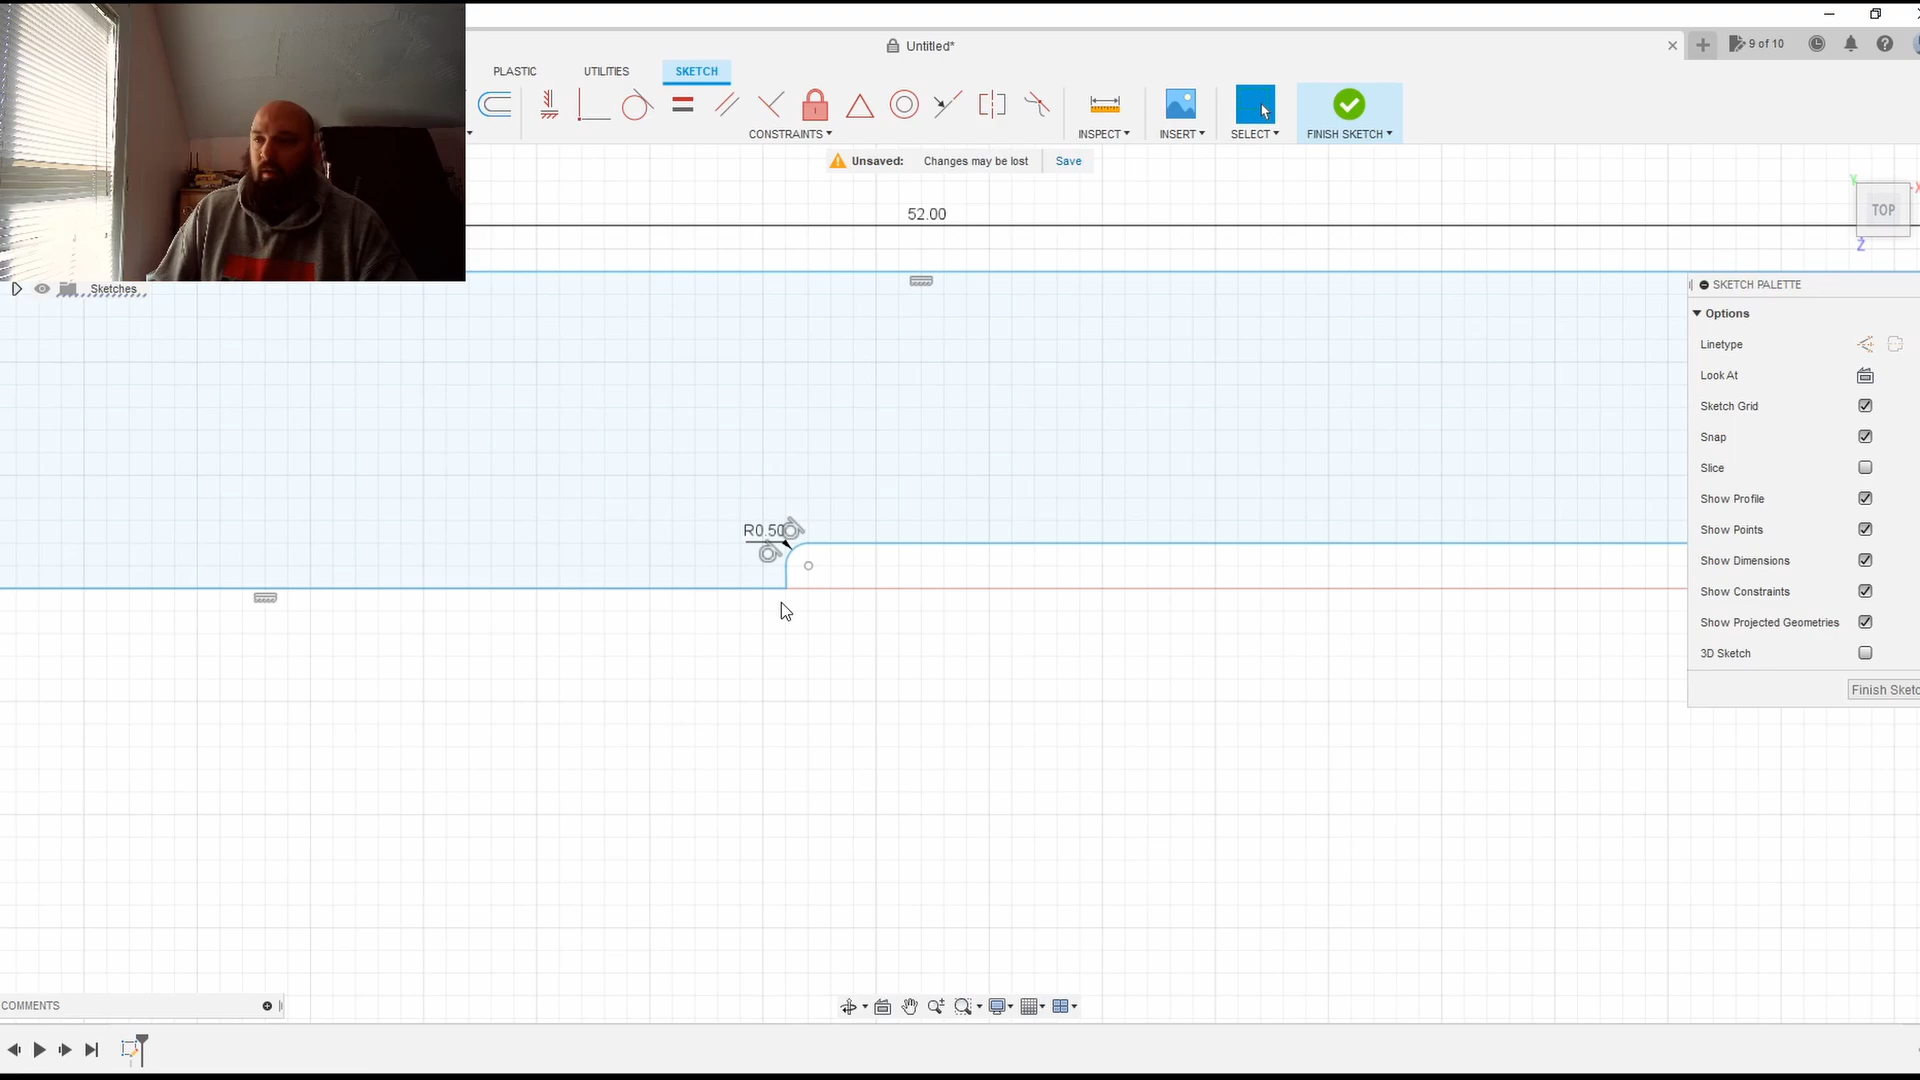 Untitled*
9 of 10
PLASTIC
UTILITIES
SKETCH
CONSTRAINTS
INSPECT
INSERT
SELECT
FINISH SKETCH
Unsaved:
Changes may be lost
Save
52.00
TOP
Y
X
Z
Sketches
SKETCH PALETTE
Options
Linetype
Look At
Sketch Grid
Snap
Slice
Show Profile
R0.50
Show Points
Show Dimensions
Show Constraints
Show Projected Geometries
3D Sketch
Finish Sketc
COMMENTS